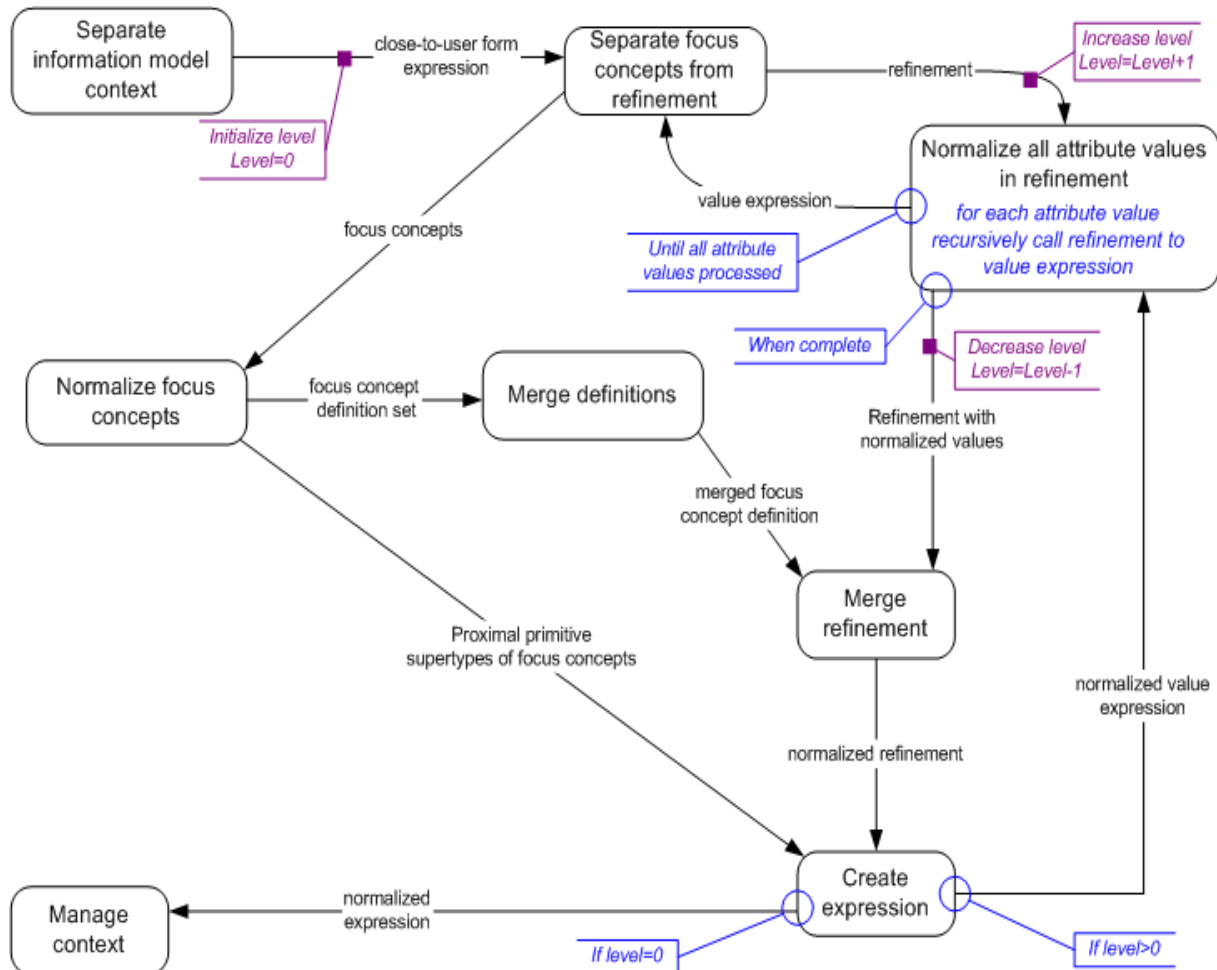 Separate
information model
context
close-to-user form
expression
Initialize level
Level=0
Separate focus
concepts from
refinement
refinement
Increase level
Level=Level+1
Normalize all attribute values
in refinement
for each attribute value
recursively call refinement to
value expression
value expression
Until all attribute
values processed
focus concepts
When complete
Decrease level
Level=Level-1
Normalize focus
concepts
focus concept
definition set
Merge definitions
Refinement with
normalized values
merged focus
concept definition
Merge
refinement
Proximal primitive
supertypes of focus concepts
normalized value
expression
normalized refinement
Create
expression
normalized
expression
Manage
context
If level=0
If level>0